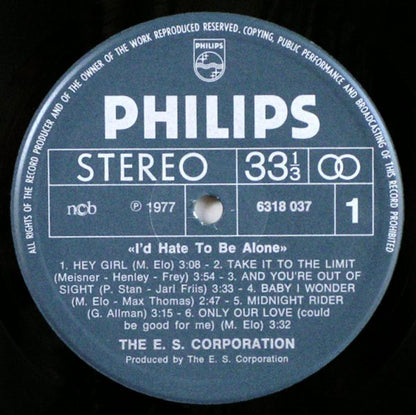 ALL RIGHTS OF THE RECORD PRODUCER AND OF THE OWNER OF THE WORK REPRODUCED RESERVED. COPYING, PUBLIC PERFORMANCE AND BROADCASTING OF THIS RECORD PROHIBITED
PHILIPS
PHILIPS
STEREO 33 1/3
ncb ℗ 1977 6318 037 1
«I'd Hate To Be Alone»
1. HEY GIRL (M. Elo) 3:08 - 2. TAKE IT TO THE LIMIT
(Meisner - Henley - Frey) 3:54 - 3. AND YOU'RE OUT OF
SIGHT (P. Stan - Jarl Friis) 3:33 - 4. BABY I WONDER
(M. Elo - Max Thomas) 2:47 - 5. MIDNIGHT RIDER
(G. Allman) 3:15 - 6. ONLY OUR LOVE (could
be good for me) (M. Elo) 3:32
THE E. S. CORPORATION
Produced by The E. S. Corporation